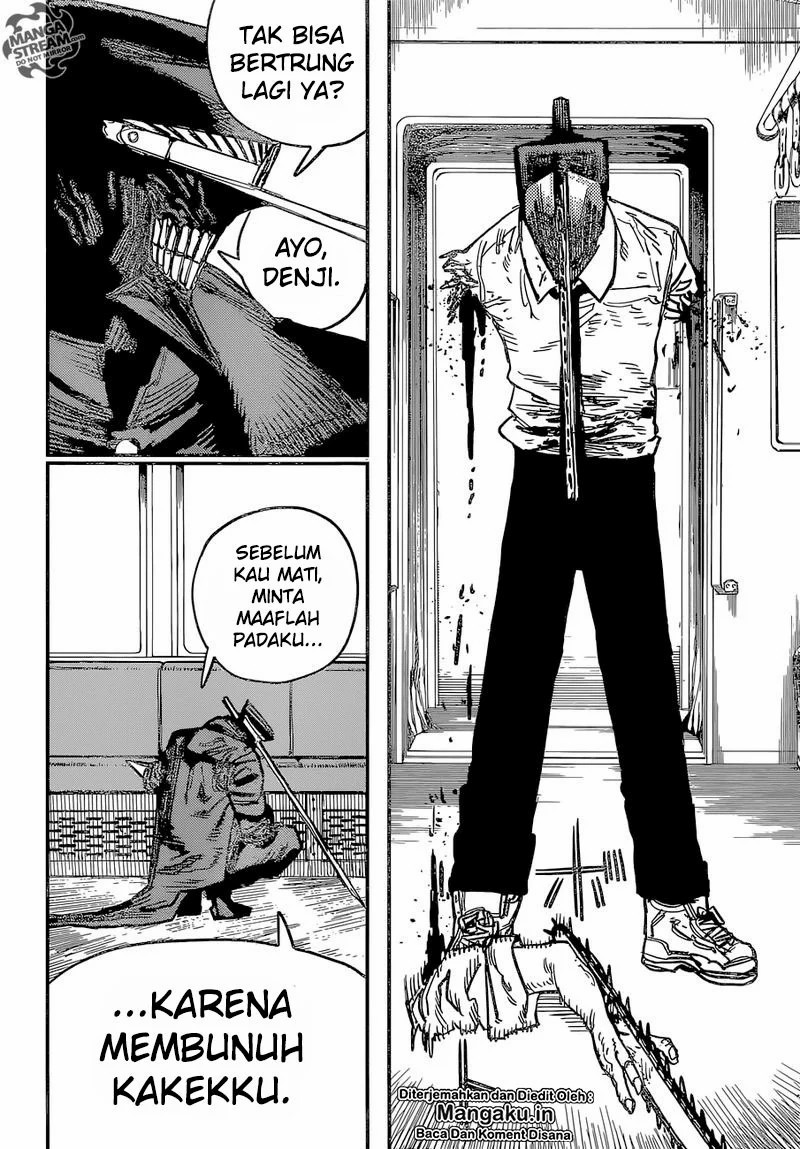 MANGA
STREAM.com
DO NOT MIRROR
TAK BISA
BERTRUNG
LAGI YA?
AYO,
DENJI.
SEBELUM
KAU MATI,
MINTA
MAAFLAH
PADAKU...
...KARENA
MEMBUNUH
KAKEKKU.
Diterjemahkan dan Diedit Oleh:
Mangaku.in
Baca Dan Koment Disana